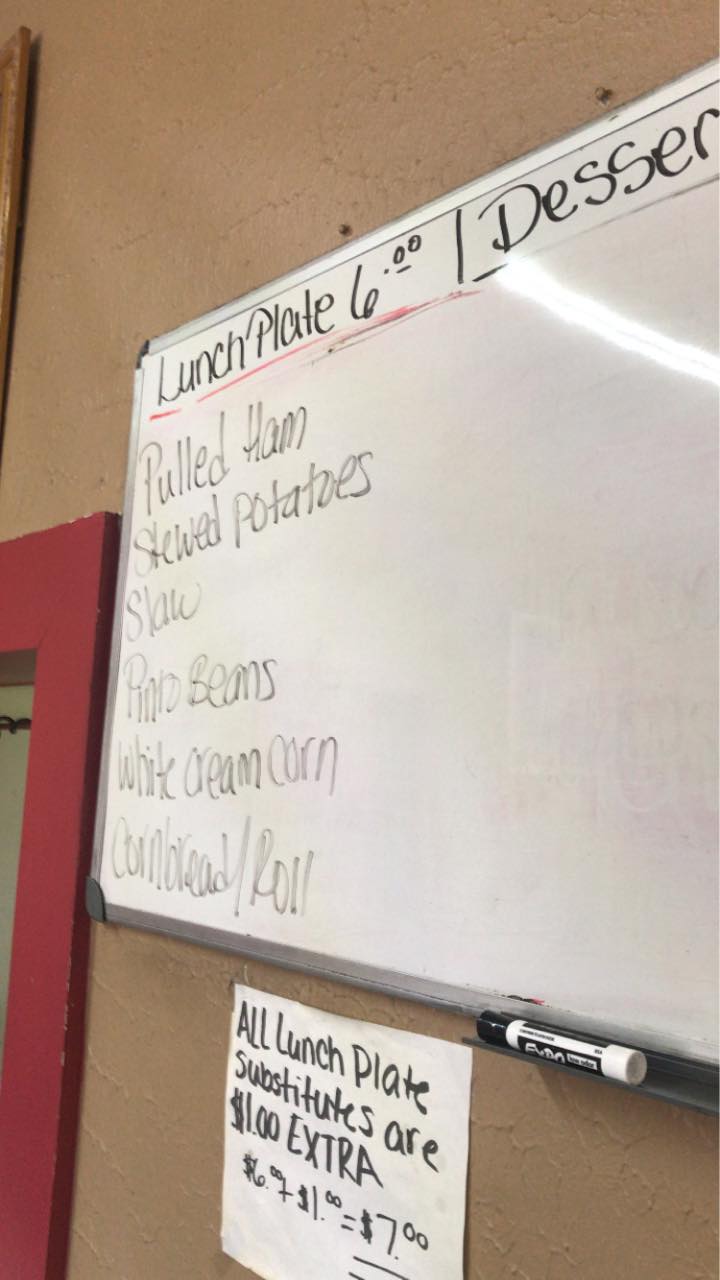 Lunch Plate 6.00 | Desser
Pulled Ham
Stewed potatoes
Slaw
Pinto Beans
White cream corn
Cornbread/Roll
EXPO
ALL Lunch Plate
substitutes are
$1.00 EXTRA
$6.00 + $1.00 = $7.00